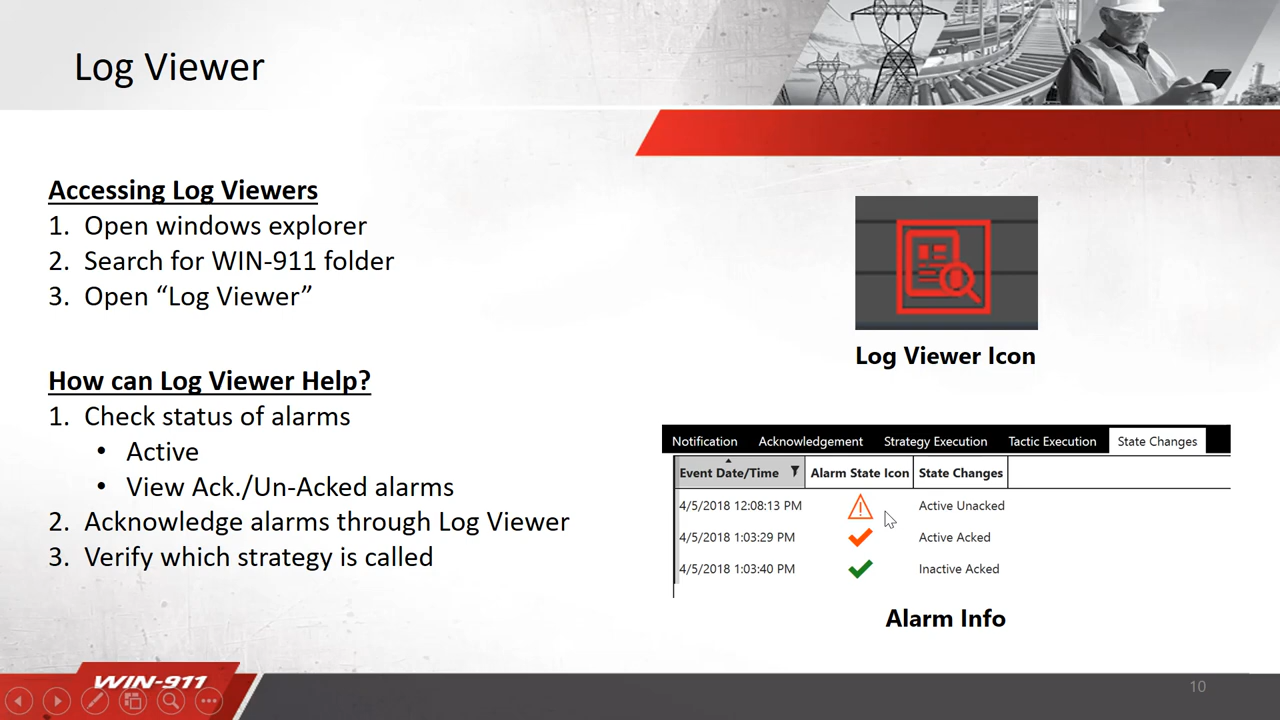 Log Viewer
Accessing Log Viewers
1. Open windows explorer
2. Search for WIN-911 folder
3. Open “Log Viewer”
Log Viewer Icon
How can Log Viewer Help?
1. Check status of alarms
• Active
• View Ack./Un-Acked alarms
2. Acknowledge alarms through Log Viewer
3. Verify which strategy is called
Notification Acknowledgement Strategy Execution Tactic Execution State Changes
Event Date/Time Alarm State Icon State Changes
4/5/2018 12:08:13 PM Active Unacked
4/5/2018 1:03:29 PM Active Acked
4/5/2018 1:03:40 PM Inactive Acked
Alarm Info
WIN-911
10